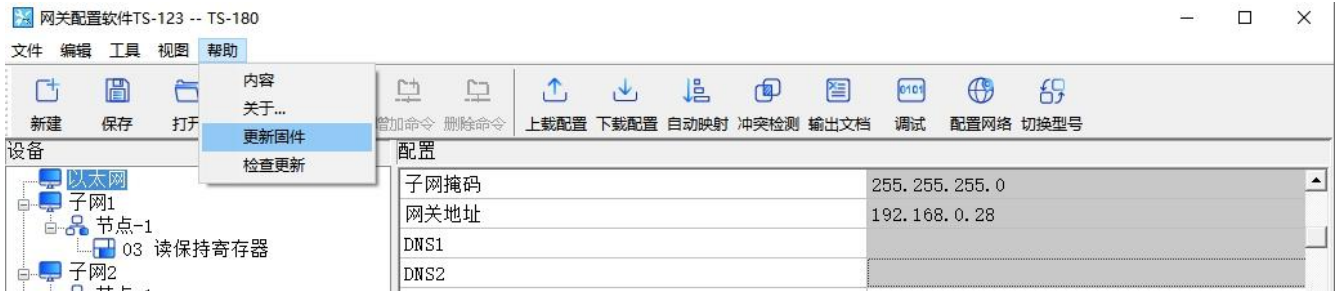 网关配置软件TS-123 -- TS-180
文件 编辑 工具 视图 帮助
内容
关于...
更新固件
检查更新
新建 保存 打开 增加命令 删除命令 上载配置 下载配置 自动映射 冲突检测 输出文档 调试 配置网络 切换型号
设备
以太网
子网1
节点-1
03 读保持寄存器
子网2
配置
子网掩码 255.255.255.0
网关地址 192.168.0.28
DNS1
DNS2